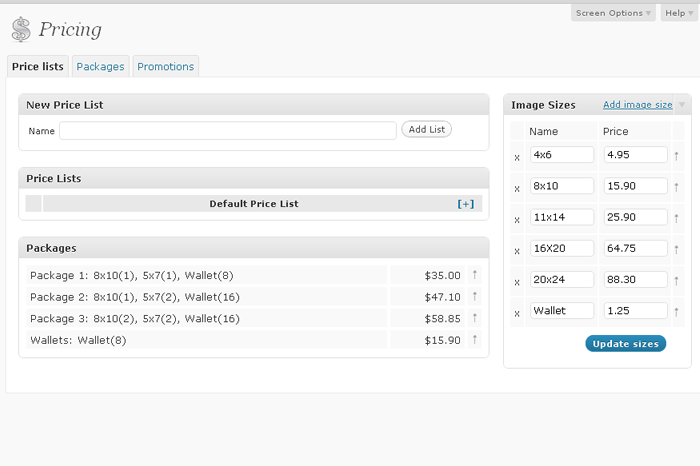 Screen Options Help
Pricing
Price lists Packages Promotions
New Price List
Name Add List
Price Lists
Default Price List [+]
Packages
Package 1: 8x10(1), 5x7(1), Wallet(8) $35.00 ↑
Package 2: 8x10(1), 5x7(2), Wallet(16) $47.10 ↑
Package 3: 8x10(2), 5x7(2), Wallet(16) $58.85 ↑
Wallets: Wallet(8) $15.90 ↑
Image Sizes Add image size
Name Price
x 4x6 4.95 ↑
x 8x10 15.90 ↑
x 11x14 25.90 ↑
x 16X20 64.75 ↑
x 20x24 88.30 ↑
x Wallet 1.25 ↑
Update sizes